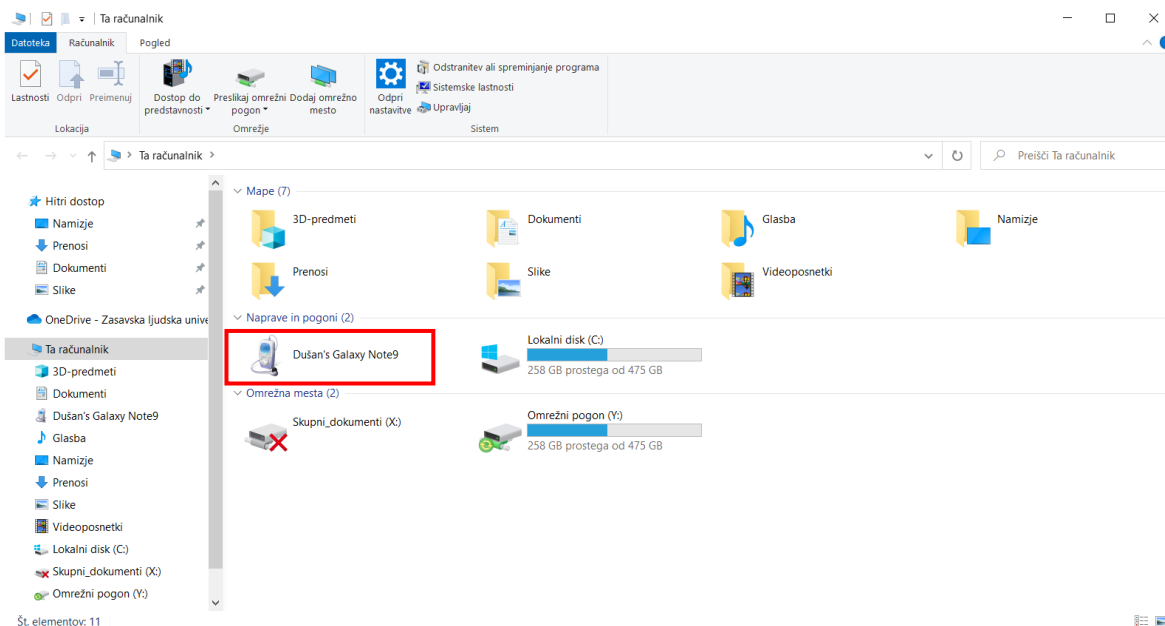 Ta računalnik
Datoteka Računalnik Pogled
Lastnosti Odpri Preimenuj
Dostop do predstavnosti
Preslikaj omrežni pogon
Dodaj omrežno mesto
Odpri nastavitve
Odstranitev ali spreminjanje programa
Sistemske lastnosti
Upravljaj
Lokacija Omrežje Sistem
Ta računalnik
Preišči Ta računalnik
Hitri dostop
Namizje
Prenosi
Dokumenti
Slike
OneDrive - Zasavska ljudska unive
Ta računalnik
3D-predmeti
Dokumenti
Dušan's Galaxy Note9
Glasba
Namizje
Prenosi
Slike
Videoposnetki
Lokalni disk (C:)
Skupni_dokumenti (X:)
Omrežni pogon (Y:)
Mape (7)
3D-predmeti
Dokumenti
Glasba
Namizje
Prenosi
Slike
Videoposnetki
Naprave in pogoni (2)
Dušan's Galaxy Note9
Lokalni disk (C:)
258 GB prostega od 475 GB
Omrežna mesta (2)
Skupni_dokumenti (X:)
Omrežni pogon (Y:)
258 GB prostega od 475 GB
Št. elementov: 11